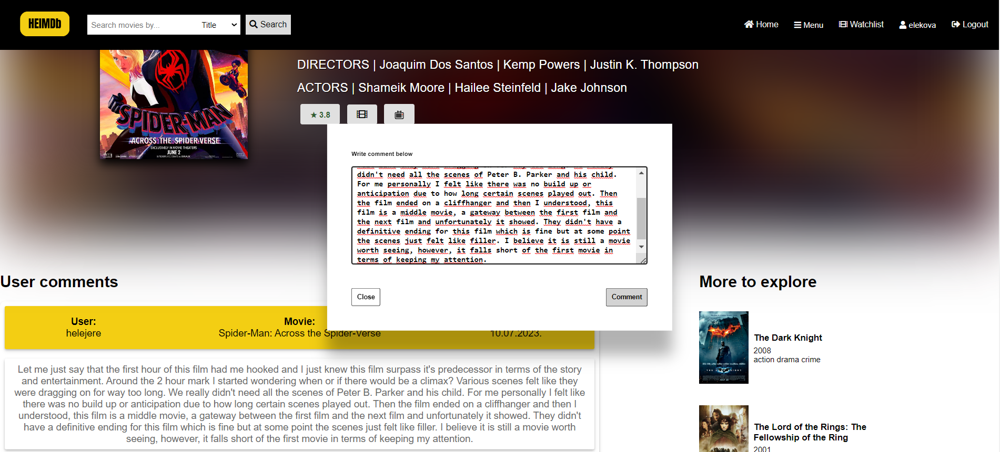 HEIMDb
Search movies by...
Title
Search
Home
Menu
Watchlist
elekova
Logout
DIRECTORS | Joaquim Dos Santos | Kemp Powers | Justin K. Thompson
ACTORS | Shameik Moore | Hailee Steinfeld | Jake Johnson
★ 3.8
SPIDER-MAN
ACROSS THE SPIDER-VERSE
EXCLUSIVELY IN MOVIE THEATERS
JUNE 2
Write comment below
didn't need all the scenes of Peter B. Parker and his child.
For me personally I felt like there was no build up or
anticipation due to how long certain scenes played out. Then
the film ended on a cliffhanger and then I understood, this
film is a middle movie, a gateway between the first film and
the next film and unfortunately it showed. They didn't have a
definitive ending for this film which is fine but at some point
the scenes just felt like filler. I believe it is still a movie
worth seeing, however, it falls short of the first movie in
terms of keeping my attention.
Close
Comment
User comments
User:
helejere
Movie:
Spider-Man: Across the Spider-Verse
10.07.2023.
Let me just say that the first hour of this film had me hooked and I just knew this film surpass it's predecessor in terms of the story
and entertainment. Around the 2 hour mark I started wondering when or if there would be a climax? Various scenes felt like they
were dragging on for way too long. We really didn't need all the scenes of Peter B. Parker and his child. For me personally I felt like
there was no build up or anticipation due to how long certain scenes played out. Then the film ended on a cliffhanger and then I
understood, this film is a middle movie, a gateway between the first film and the next film and unfortunately it showed. They didn't
have a definitive ending for this film which is fine but at some point the scenes just felt like filler. I believe it is still a movie worth
seeing, however, it falls short of the first movie in terms of keeping my attention.
More to explore
The Dark Knight
2008
action drama crime
The Lord of the Rings: The
Fellowship of the Ring
2001